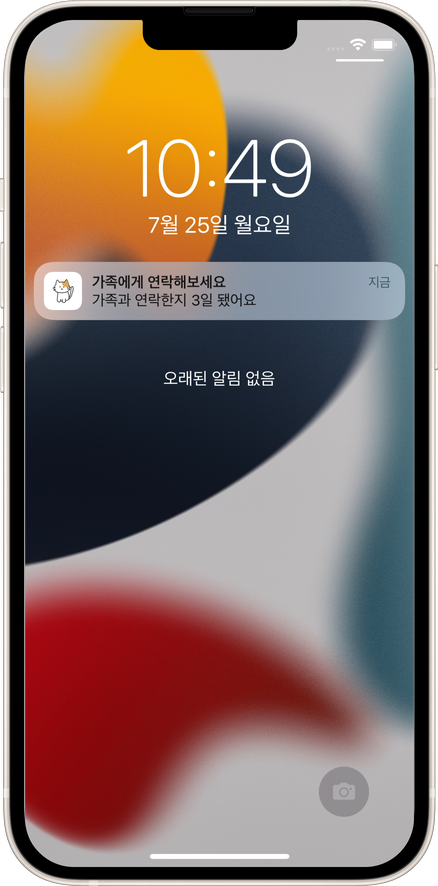 10:49
7월 25일 월요일
가족에게 연락해보세요 지금
가족과 연락한지 3일 됐어요
오래된 알림 없음